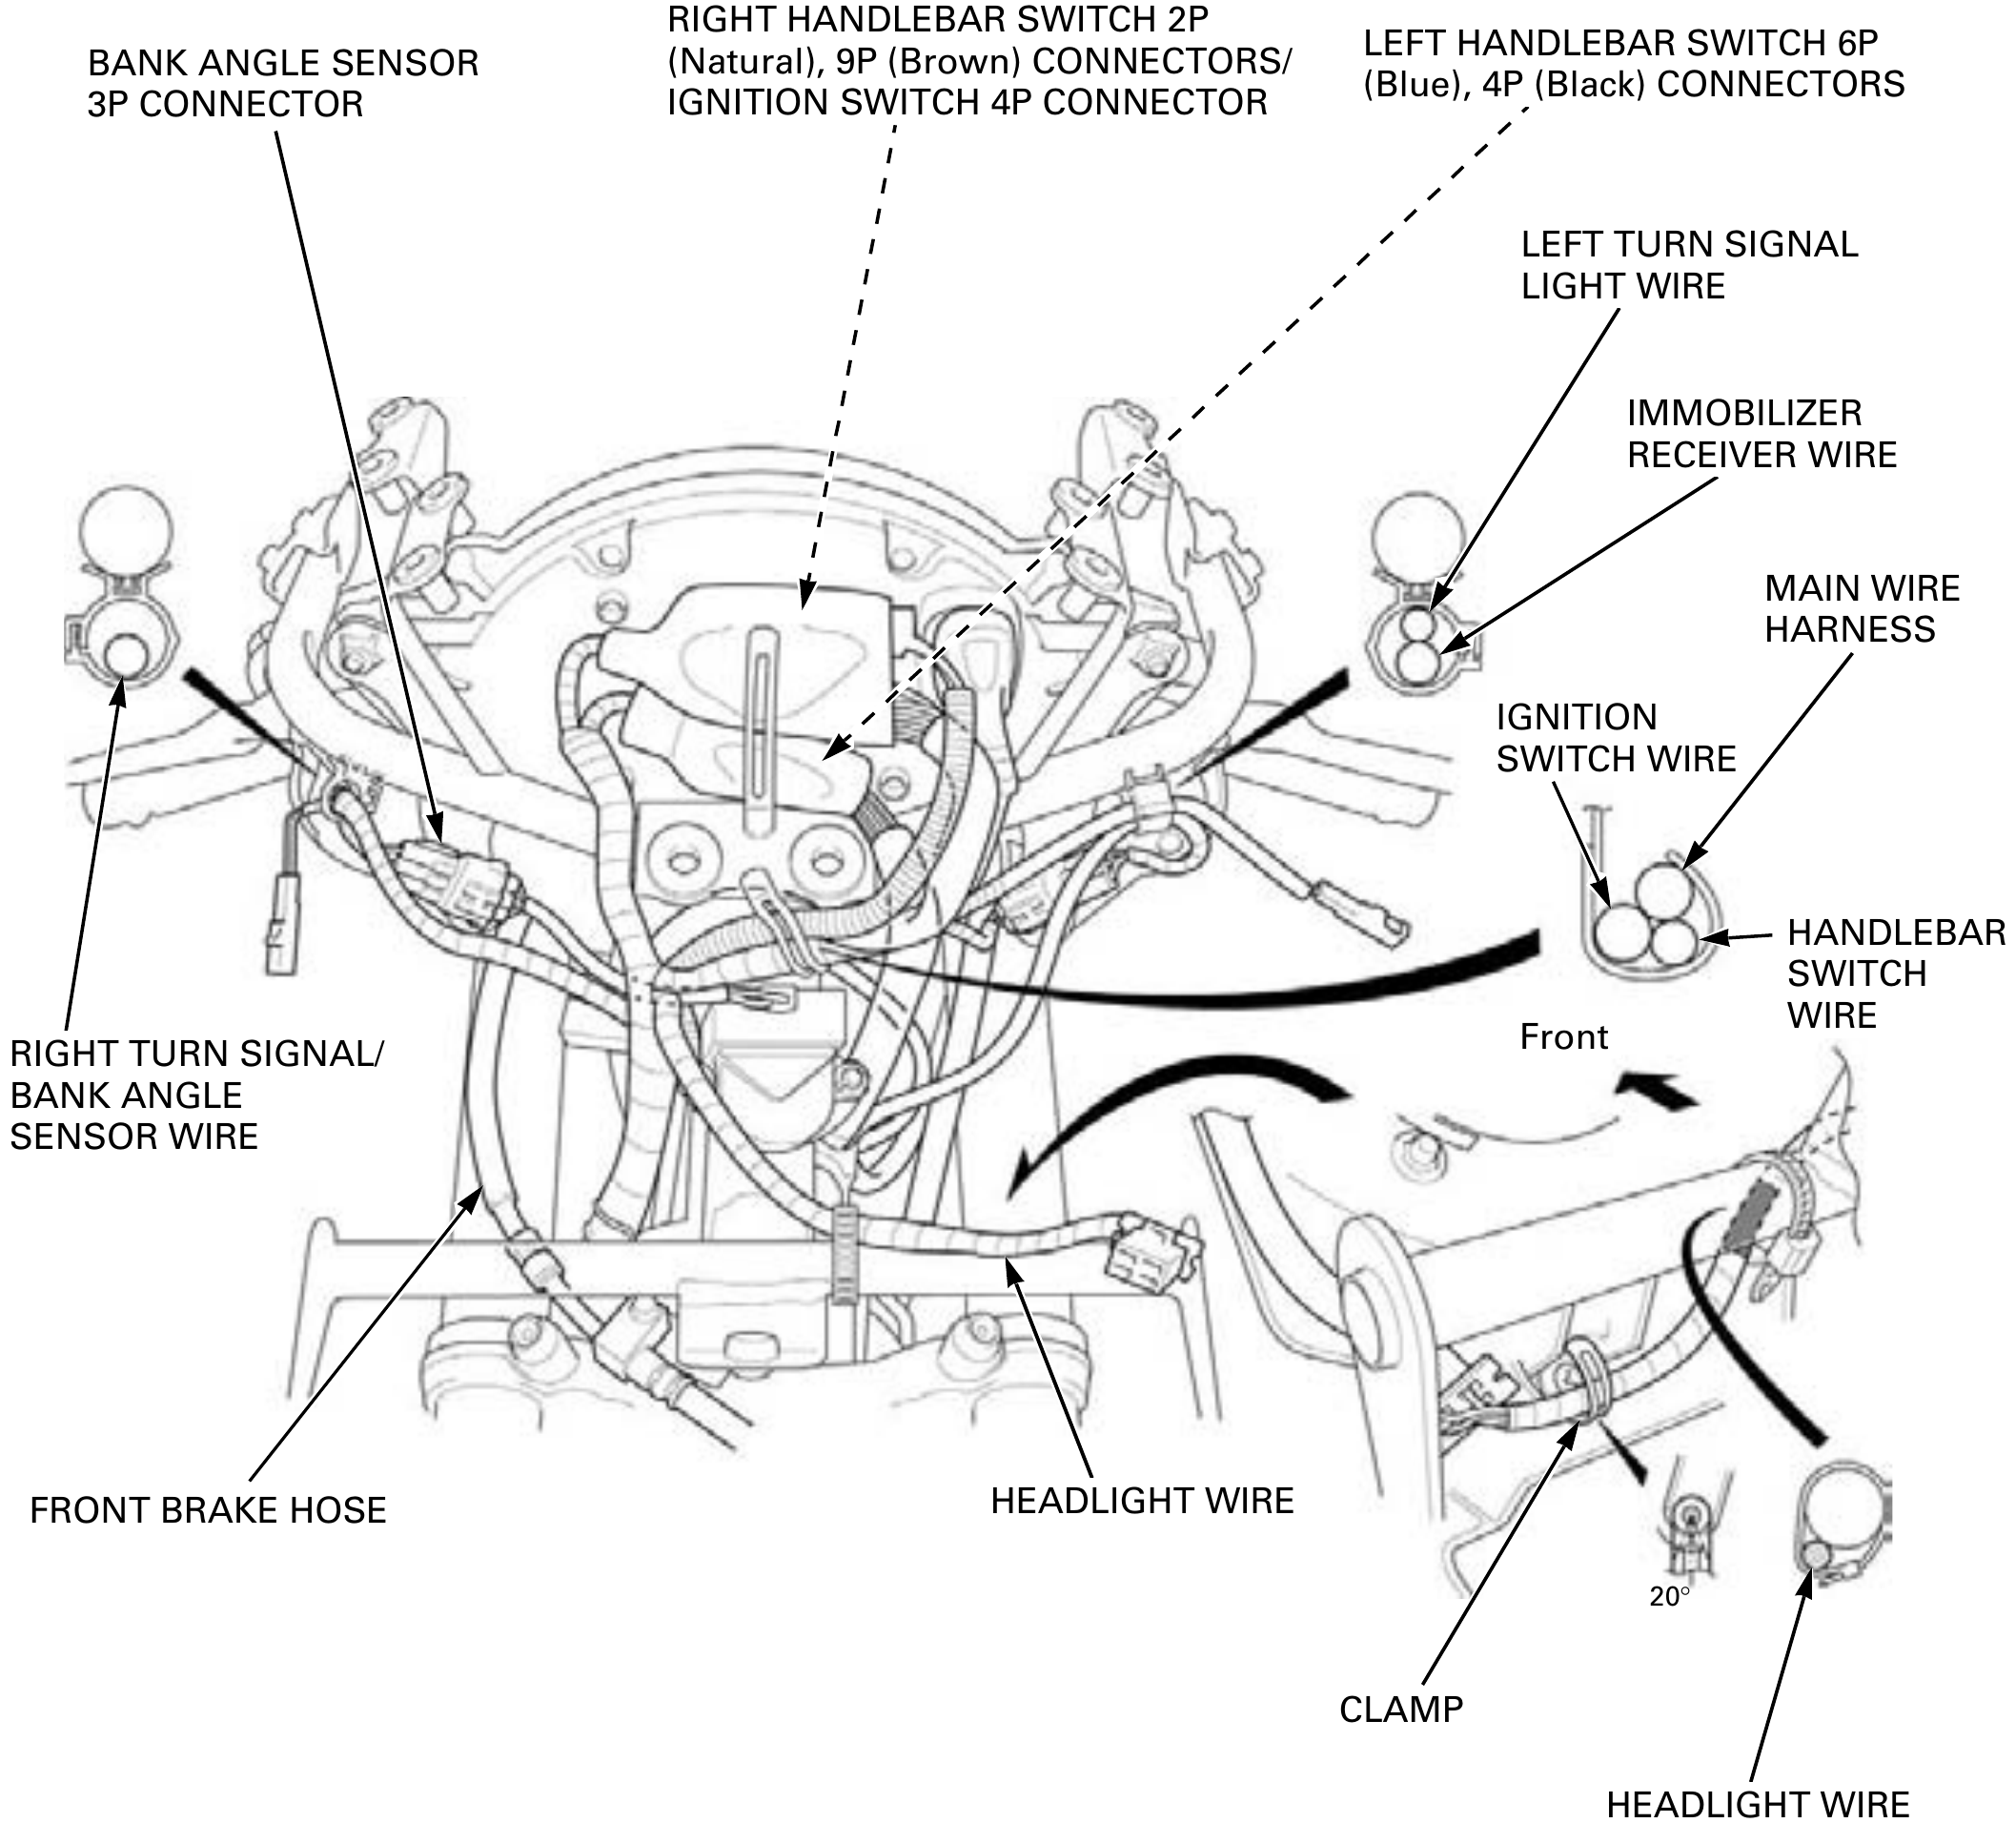 RIGHT HANDLEBAR SWITCH 2P
(Natural), 9P (Brown) CONNECTORS/
IGNITION SWITCH 4P CONNECTOR
BANK ANGLE SENSOR
3P CONNECTOR
LEFT HANDLEBAR SWITCH 6P
(Blue), 4P (Black) CONNECTORS
LEFT TURN SIGNAL
LIGHT WIRE
IMMOBILIZER
RECEIVER WIRE
MAIN WIRE
HARNESS
IGNITION
SWITCH WIRE
HANDLEBAR
SWITCH
WIRE
Front
RIGHT TURN SIGNAL/
BANK ANGLE
SENSOR WIRE
FRONT BRAKE HOSE
HEADLIGHT WIRE
20°
CLAMP
HEADLIGHT WIRE